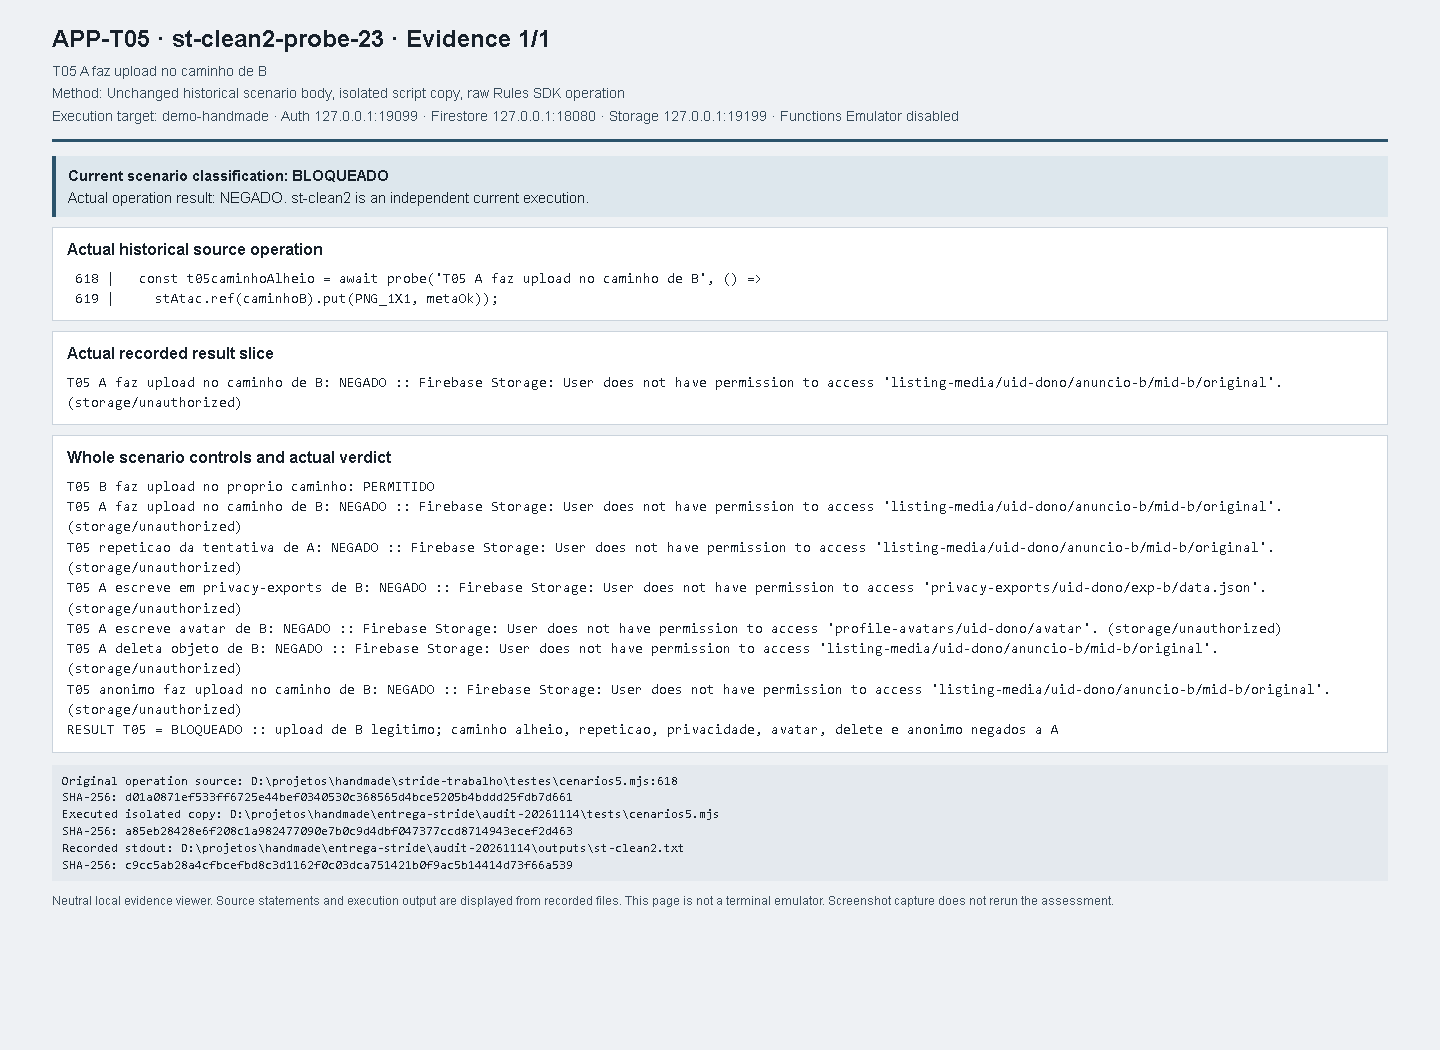 APP-T05 · st-clean2-probe-23 · Evidence 1/1
T05 A faz upload no caminho de B
Method: Unchanged historical scenario body, isolated script copy, raw Rules SDK operation
Execution target: demo-handmade · Auth 127.0.0.1:19099 · Firestore 127.0.0.1:18080 · Storage 127.0.0.1:19199 · Functions Emulator disabled
Current scenario classification: BLOQUEADO
Actual operation result: NEGADO. st-clean2 is an independent current execution.
Actual historical source operation
618 |   const t05caminhoAlheio = await probe('T05 A faz upload no caminho de B', () =>
619 |     stAtac.ref(caminhoB).put(PNG_1X1, metaOk));
Actual recorded result slice
T05 A faz upload no caminho de B: NEGADO :: Firebase Storage: User does not have permission to access 'listing-media/uid-dono/anuncio-b/mid-b/original'.
(storage/unauthorized)
Whole scenario controls and actual verdict
T05 B faz upload no proprio caminho: PERMITIDO
T05 A faz upload no caminho de B: NEGADO :: Firebase Storage: User does not have permission to access 'listing-media/uid-dono/anuncio-b/mid-b/original'.
(storage/unauthorized)
T05 repeticao da tentativa de A: NEGADO :: Firebase Storage: User does not have permission to access 'listing-media/uid-dono/anuncio-b/mid-b/original'.
(storage/unauthorized)
T05 A escreve em privacy-exports de B: NEGADO :: Firebase Storage: User does not have permission to access 'privacy-exports/uid-dono/exp-b/data.json'.
(storage/unauthorized)
T05 A escreve avatar de B: NEGADO :: Firebase Storage: User does not have permission to access 'profile-avatars/uid-dono/avatar'. (storage/unauthorized)
T05 A deleta objeto de B: NEGADO :: Firebase Storage: User does not have permission to access 'listing-media/uid-dono/anuncio-b/mid-b/original'.
(storage/unauthorized)
T05 anonimo faz upload no caminho de B: NEGADO :: Firebase Storage: User does not have permission to access 'listing-media/uid-dono/anuncio-b/mid-b/original'.
(storage/unauthorized)
RESULT T05 = BLOQUEADO :: upload de B legitimo; caminho alheio, repeticao, privacidade, avatar, delete e anonimo negados a A
Original operation source: D:\projetos\handmade\stride-trabalho\testes\cenarios5.mjs:618
SHA-256: d01a0871ef533ff6725e44bef0340530c368565d4bce5205b4bddd25fdb7d661
Executed isolated copy: D:\projetos\handmade\entrega-stride\audit-20261114\tests\cenarios5.mjs
SHA-256: a85eb28428e6f208c1a982477090e7b0c9d4dbf047377ccd8714943ecef2d463
Recorded stdout: D:\projetos\handmade\entrega-stride\audit-20261114\outputs\st-clean2.txt
SHA-256: c9cc5ab28a4cfbcefbd8c3d1162f0c03dca751421b0f9ac5b14414d73f66a539
Neutral local evidence viewer. Source statements and execution output are displayed from recorded files. This page is not a terminal emulator. Screenshot capture does not rerun the assessment.